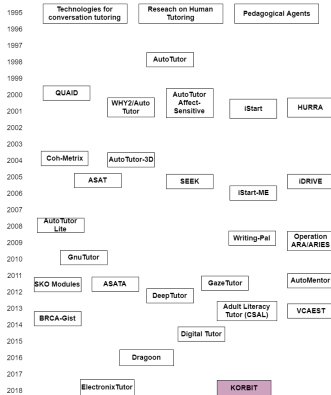 1995
Technologies for
conversation tutoring
Reseach on Human
Tutoring
Pedagogical Agents
1996
1997
1998
AutoTutor
1999
2000
QUAID
AutoTutor
Affect-
Sensitive
2001
WHY2/Auto
Tutor
iStart
HURRA
2002
2003
2004
Coh-Metrix
AutoTutor-3D
2005
ASAT
SEEK
iDRIVE
2006
iStart-ME
2007
2008
AutoTutor
Lite
2009
Writing-Pal
Operation
ARA/ARIES
2010
GnuTutor
2011
SKO Modules
ASATA
GazeTutor
AutoMentor
2012
DeepTutor
2013
Adult Literacy
Tutor (CSAL)
VCAEST
2014
BRCA-Gist
2015
Digital Tutor
2016
Dragoon
2017
2018
ElectronixTutor
KORBIT